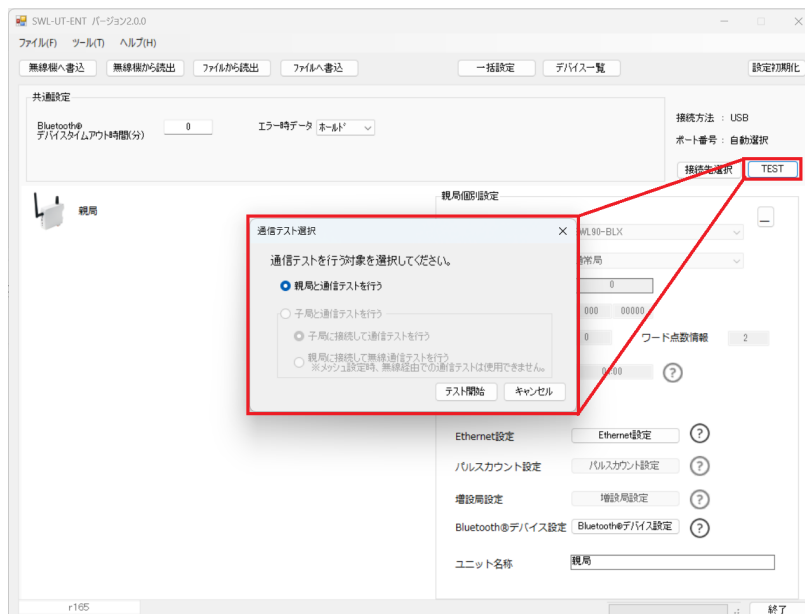 SWL-UT-ENT バージョン2.0.0
ファイル(F) ツール(T) ヘルプ(H)
無線機へ書込 無線機から読出 ファイルから読出 ファイルへ書込 一括設定 デバイス一覧 設定初期化
共通設定
Bluetooth®
デバイスタイムアウト時間(分) 0 エラー時データ ホールド
接続方法 : USB
ポート番号 : 自動選択
接続先選択 TEST
親局
親局個別設定
WL90-BLX
常局
0
000 00000
0 ワード点数情報 2
00:00 ?
通信テスト選択
通信テストを行う対象を選択してください。
親局と通信テストを行う
子局と通信テストを行う
子局に接続して通信テストを行う
親局に接続して無線通信テストを行う
※メッシュ設定時、無線経由での通信テストは使用できません。
テスト開始 キャンセル
Ethernet設定 Ethernet設定 ?
パルスカウント設定 パルスカウント設定 ?
増設局設定 増設局設定 ?
Bluetooth®デバイス設定 Bluetooth®デバイス設定 ?
ユニット名称 親局
r165 終了